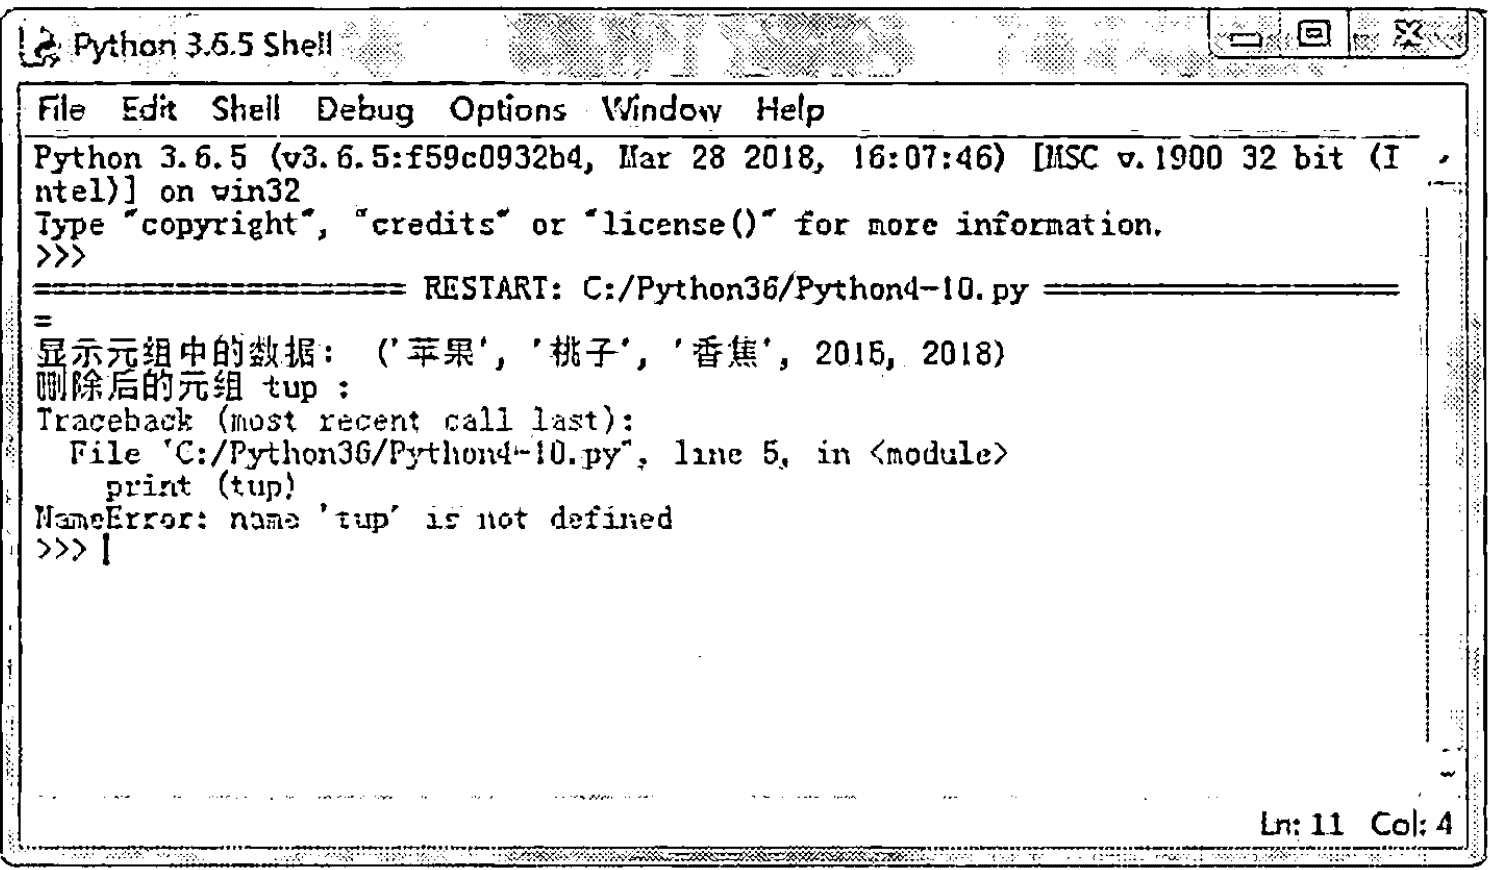 Python 3.6.5 Shell
File Edit Shell Debug Options Window Help
Python 3.6.5 (v3.6.5:f59c0932b4, Mar 28 2018, 16:07:46) [MSC v.1900 32 bit (I
ntel)] on win32
Type "copyright", "credits" or "license()" for more information.
>>>
==================== RESTART: C:/Python36/Python4-10.py ===================
=
显示元组中的数据: ('苹果', '桃子', '香蕉', 2015, 2018)
删除后的元组 tup :
Traceback (most recent call last):
  File "C:/Python36/Python4-10.py", line 5, in <module>
    print (tup)
NameError: name 'tup' is not defined
>>>
Ln: 11 Col: 4